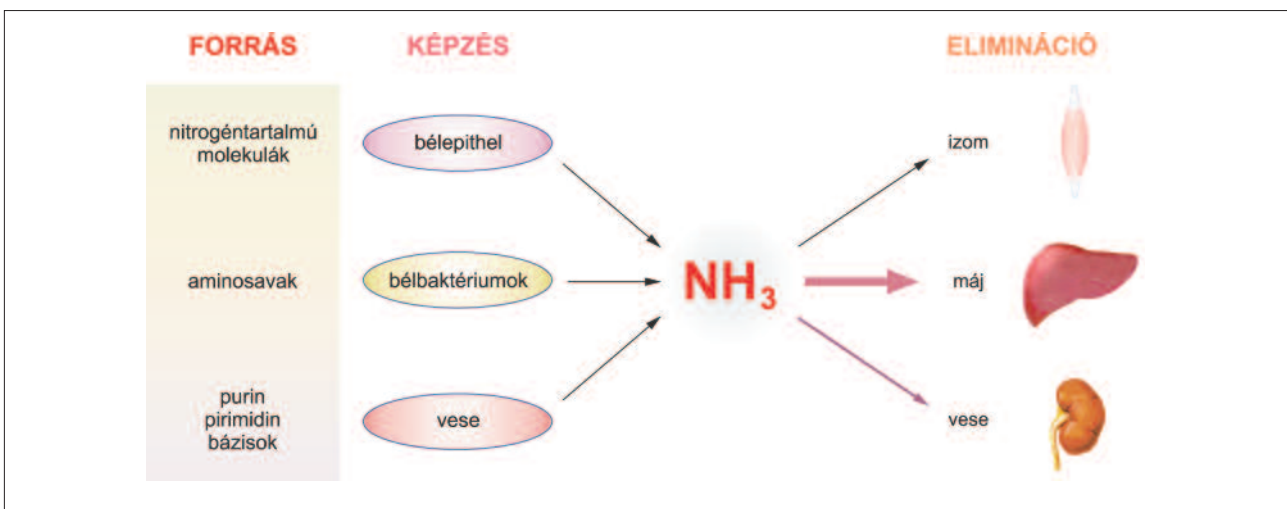 FORRÁS
KÉPZÉS
ELIMINÁCIÓ
nitrogéntartalmú
molekulák
bélepithel
izom
aminosavak
bélbaktériumok
NH₃
máj
purin
pirimidin
bázisok
vese
vese